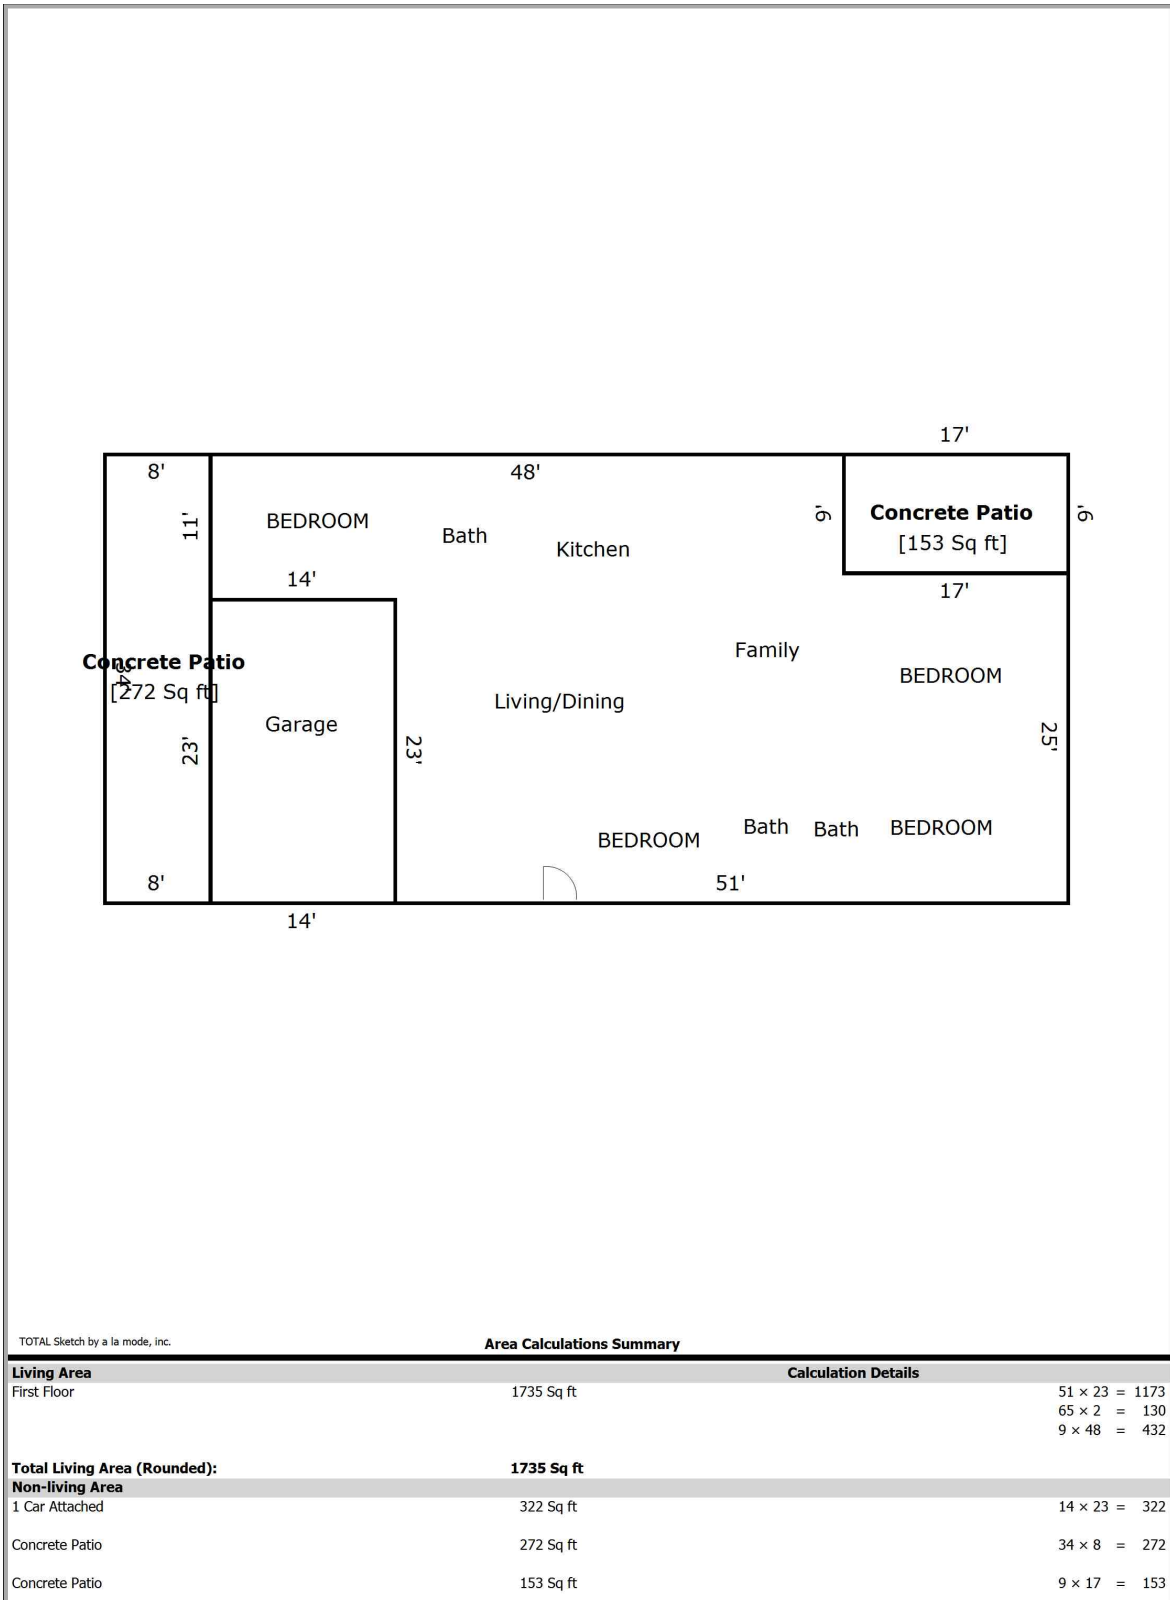 17'
8'
48'
11'
BEDROOM
9'
Concrete Patio
9'
Bath
[153 Sq ft]
Kitchen
14'
17'
Family
Concrete Patio
34'
BEDROOM
[272 Sq ft]
Living/Dining
Garage
23'
23'
25'
BEDROOM
Bath
Bath
BEDROOM
8'
51'
14'
TOTAL Sketch by a la mode, inc.
Area Calculations Summary
Living Area Calculation Details
First Floor 1735 Sq ft 51 × 23 = 1173
65 × 2 = 130
9 × 48 = 432
Total Living Area (Rounded): 1735 Sq ft
Non-living Area
1 Car Attached 322 Sq ft 14 × 23 = 322
Concrete Patio 272 Sq ft 34 × 8 = 272
Concrete Patio 153 Sq ft 9 × 17 = 153